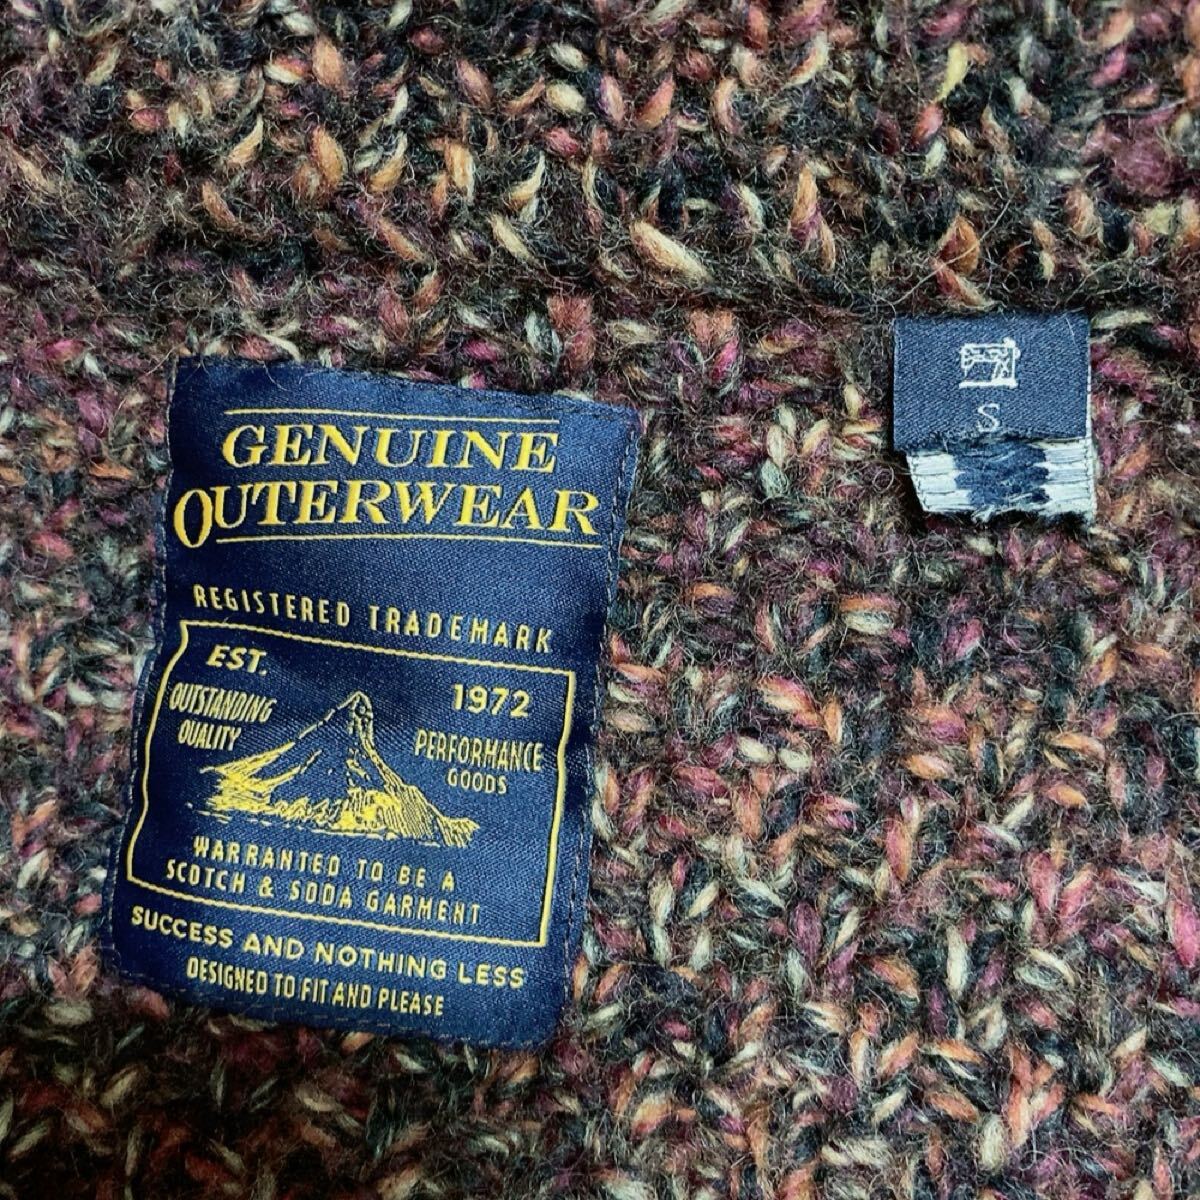 GENUINE
OUTERWEAR
REGISTERED TRADEMARK
EST.
1972
OUTSTANDING
QUALITY
PERFORMANCE
GOODS
WARRANTED TO BE A
SCOTCH & SODA GARMENT
SUCCESS AND NOTHING LESS
DESIGNED TO FIT AND PLEASE
S